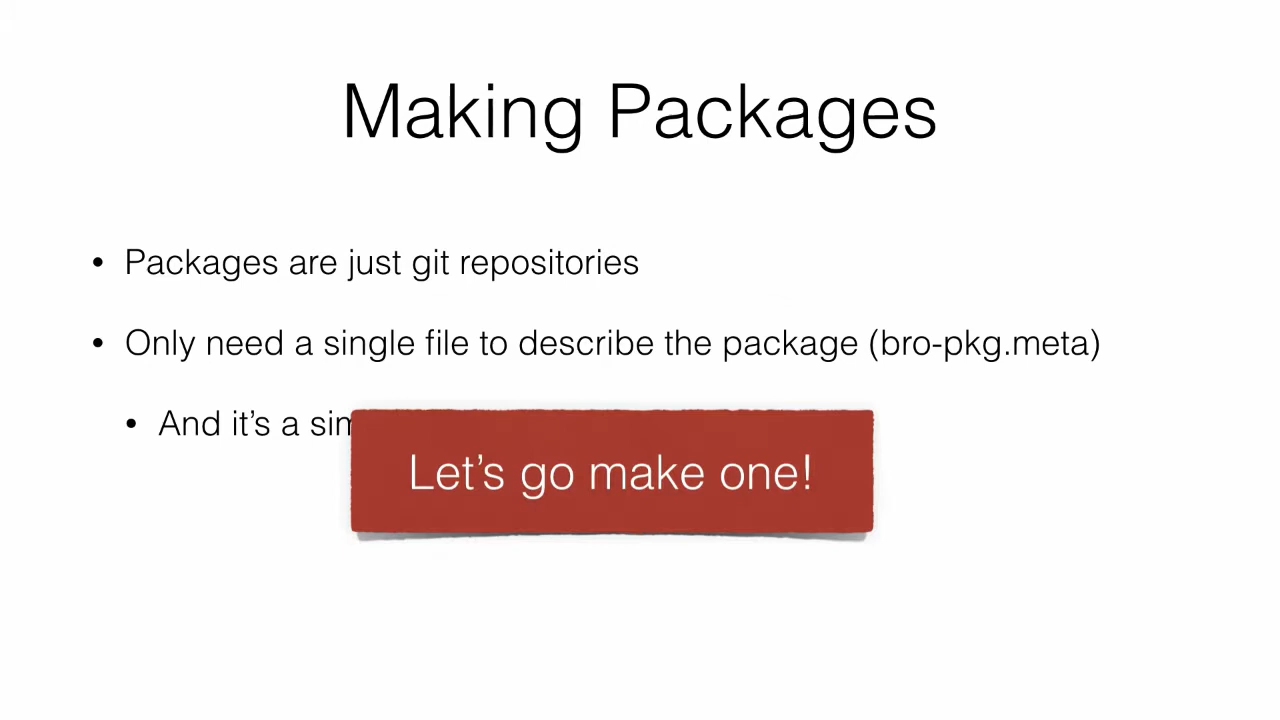 Making Packages
• Packages are just git repositories
• Only need a single file to describe the package (bro-pkg.meta)
• And it’s a
Let’s go make one!